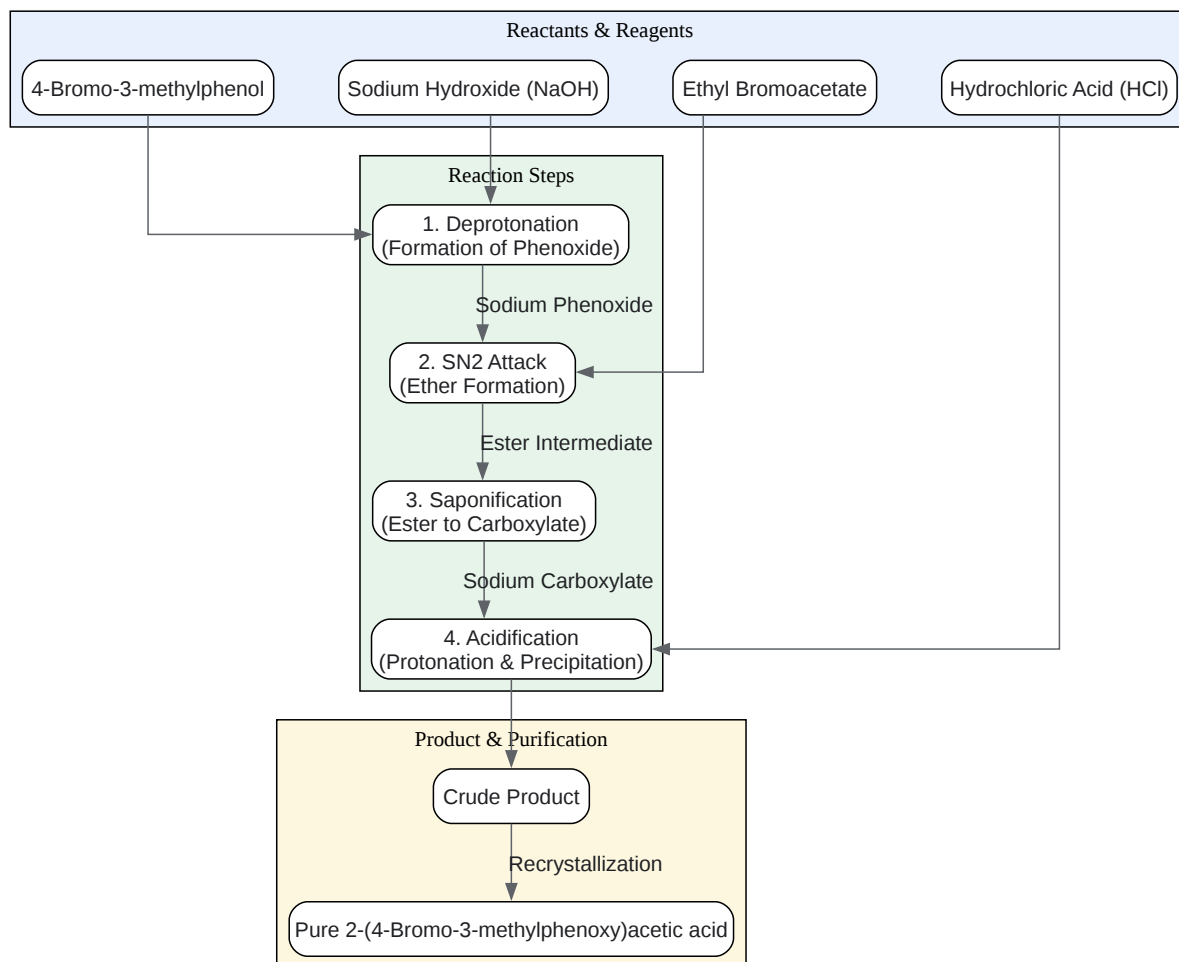 Reactants & Reagents
4-Bromo-3-methylphenol
Sodium Hydroxide (NaOH)
Ethyl Bromoacetate
Hydrochloric Acid (HCl)
Reaction Steps
1. Deprotonation
(Formation of Phenoxide)
Sodium Phenoxide
2. SN2 Attack
(Ether Formation)
Ester Intermediate
3. Saponification
(Ester to Carboxylate)
Sodium Carboxylate
4. Acidification
(Protonation & Precipitation)
Product & Purification
Crude Product
Recrystallization
Pure 2-(4-Bromo-3-methylphenoxy)acetic acid